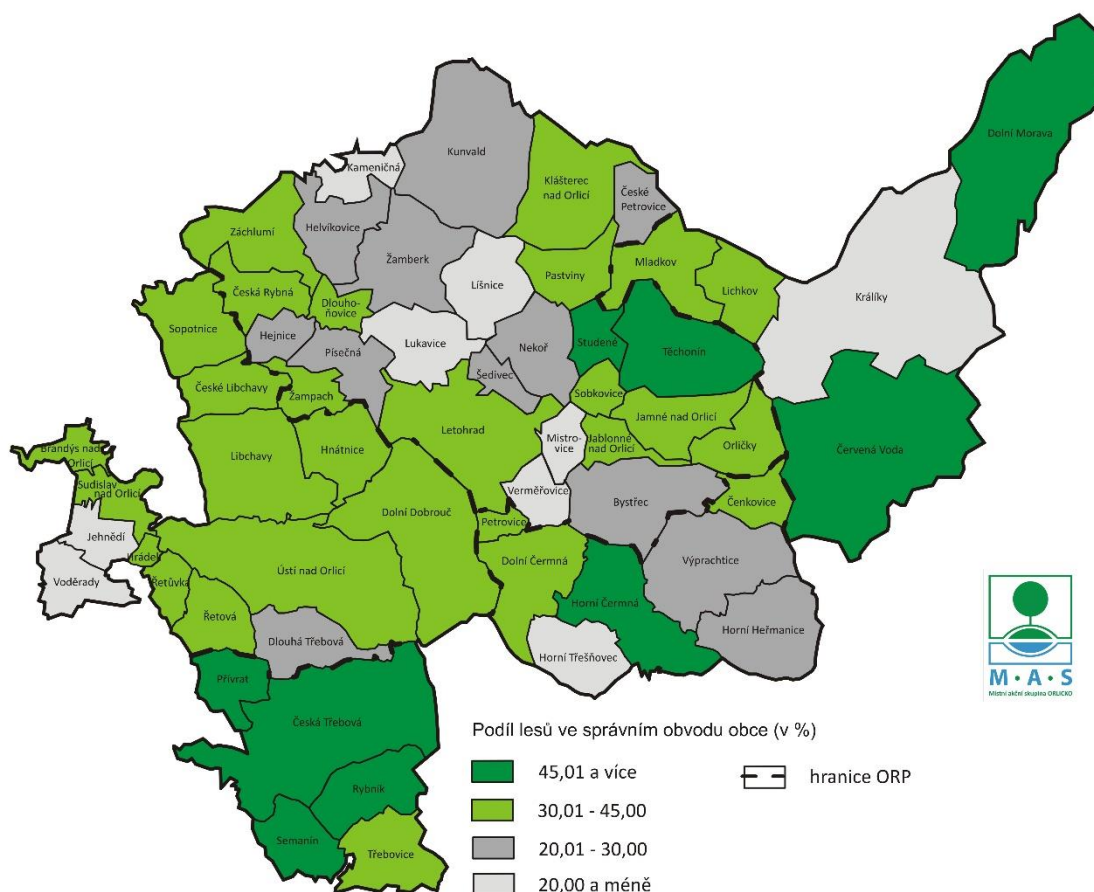 Dolní Morava
Kunvald
Kameničná
Klášterec
nad Orlicí
České
Petrovice
Helvíkovice
Záchlumí
Žamberk
Mladkov
Pastviny
Líšnice
Lichkov
Česká Rybná
Dlouho-
ňovice
Králíky
Sopotnice
Hejnice
Písečná
Lukavice
Nekoř
Studené
Těchonín
Šedivec
České Libchavy
Žampach
Sobkovice
Letohrad
Jamné nad Orlicí
Mistro-
vice
Jablonné
nad Orlicí
Orličky
Červená Voda
Brandýs nad
Orlicí
Libchavy
Hnátnice
Sudislav
nad Orlicí
Verměřovice
Bystřec
Čenkovice
Dolní Dobrouč
Petrovice
Jehnědí
Hrádek
Ústí nad Orlicí
Dolní Čermná
Výprachtice
Voděrady
Řetůvka
Řetová
Horní Čermná
Dlouhá Třebová
Horní Heřmanice
Horní Třešňovec
Přívrat
Česká Třebová
Rybník
Semanín
Třebovice
M • A • S
Místní akční skupina ORLICKO
Podíl lesů ve správním obvodu obce (v %)
45,01 a více
hranice ORP
30,01 - 45,00
20,01 - 30,00
20,00 a méně